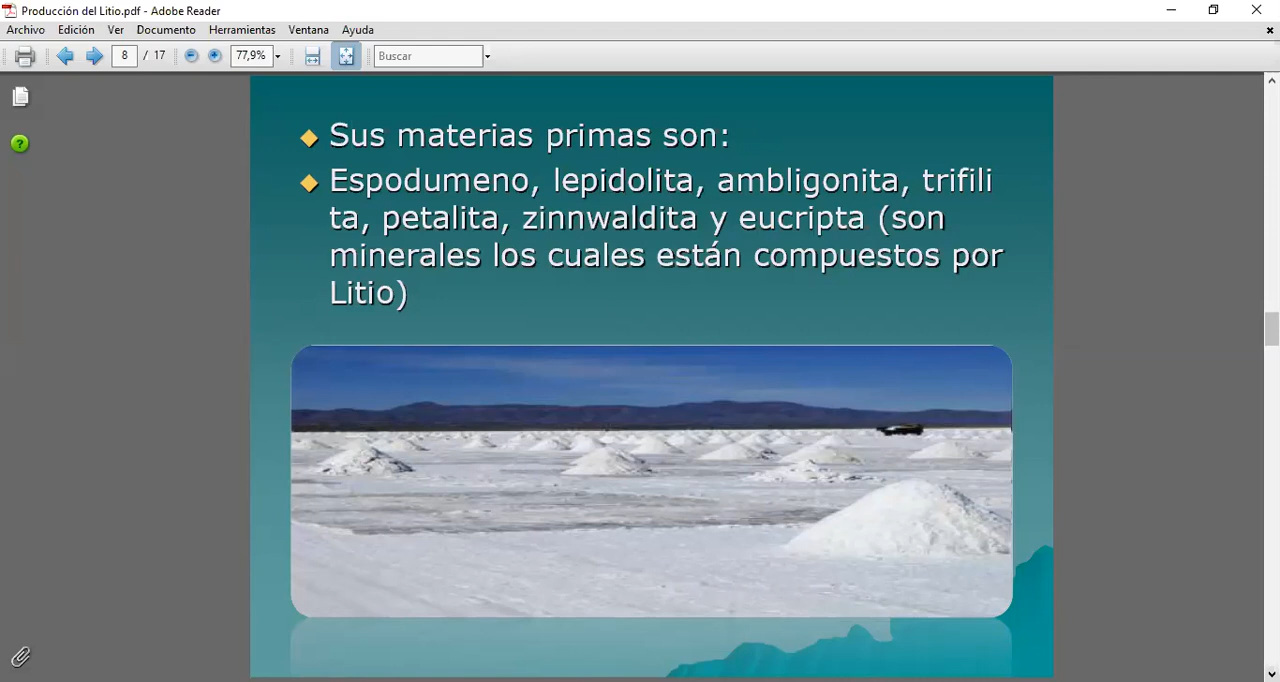 Producción del Litio.pdf - Adobe Reader
Archivo Edición Ver Documento Herramientas Ventana Ayuda
8 / 17 77,9% Buscar
Sus materias primas son:
Espodumeno, lepidolita, ambligonita, trifili
ta, petalita, zinnwaldita y eucripta (son
minerales los cuales están compuestos por
Litio)